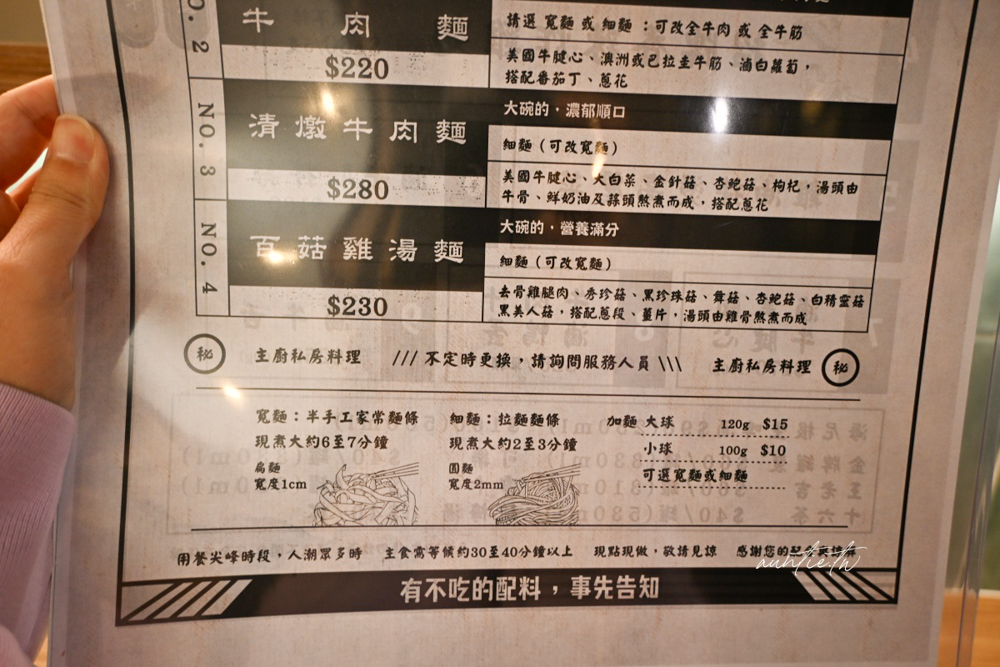 NO. 2
牛肉麵
$220
請選 寬麵 或 細麵：可改全牛肉 或 全牛筋
美國牛腱心、澳洲或巴拉圭牛筋、滷白蘿蔔，
搭配番茄丁、蔥花
NO. 3
清燉牛肉麵
$280
大碗的，濃郁順口
細麵（可改寬麵）
美國牛腱心、大白菜、金針菇、杏鮑菇、枸杞，湯頭由
牛骨、鮮奶油及蒜頭熬煮而成，搭配蔥花
NO. 4
百菇雞湯麵
$230
大碗的，營養滿分
細麵（可改寬麵）
去骨雞腿肉、秀珍菇、黑珍珠菇、舞菇、杏鮑菇、白精靈菇
黑美人菇，搭配蔥段、薑片，湯頭由雞骨熬煮而成
秘 主廚私房料理 /// 不定時更換，請詢問服務人員 \\\ 主廚私房料理 秘
寬麵：半手工家常麵條
現煮大約6至7分鐘
扁麵
寬度1cm
細麵：拉麵麵條
現煮大約2至3分鐘
圓麵
寬度2mm
加麵 大球 120g $15
小球 100g $10
可選寬麵或細麵
用餐尖峰時段，人潮眾多時 主食需等候約30至40分鐘以上 現點現做，敬請見諒 感謝您的配合
auntie.th
有不吃的配料，事先告知